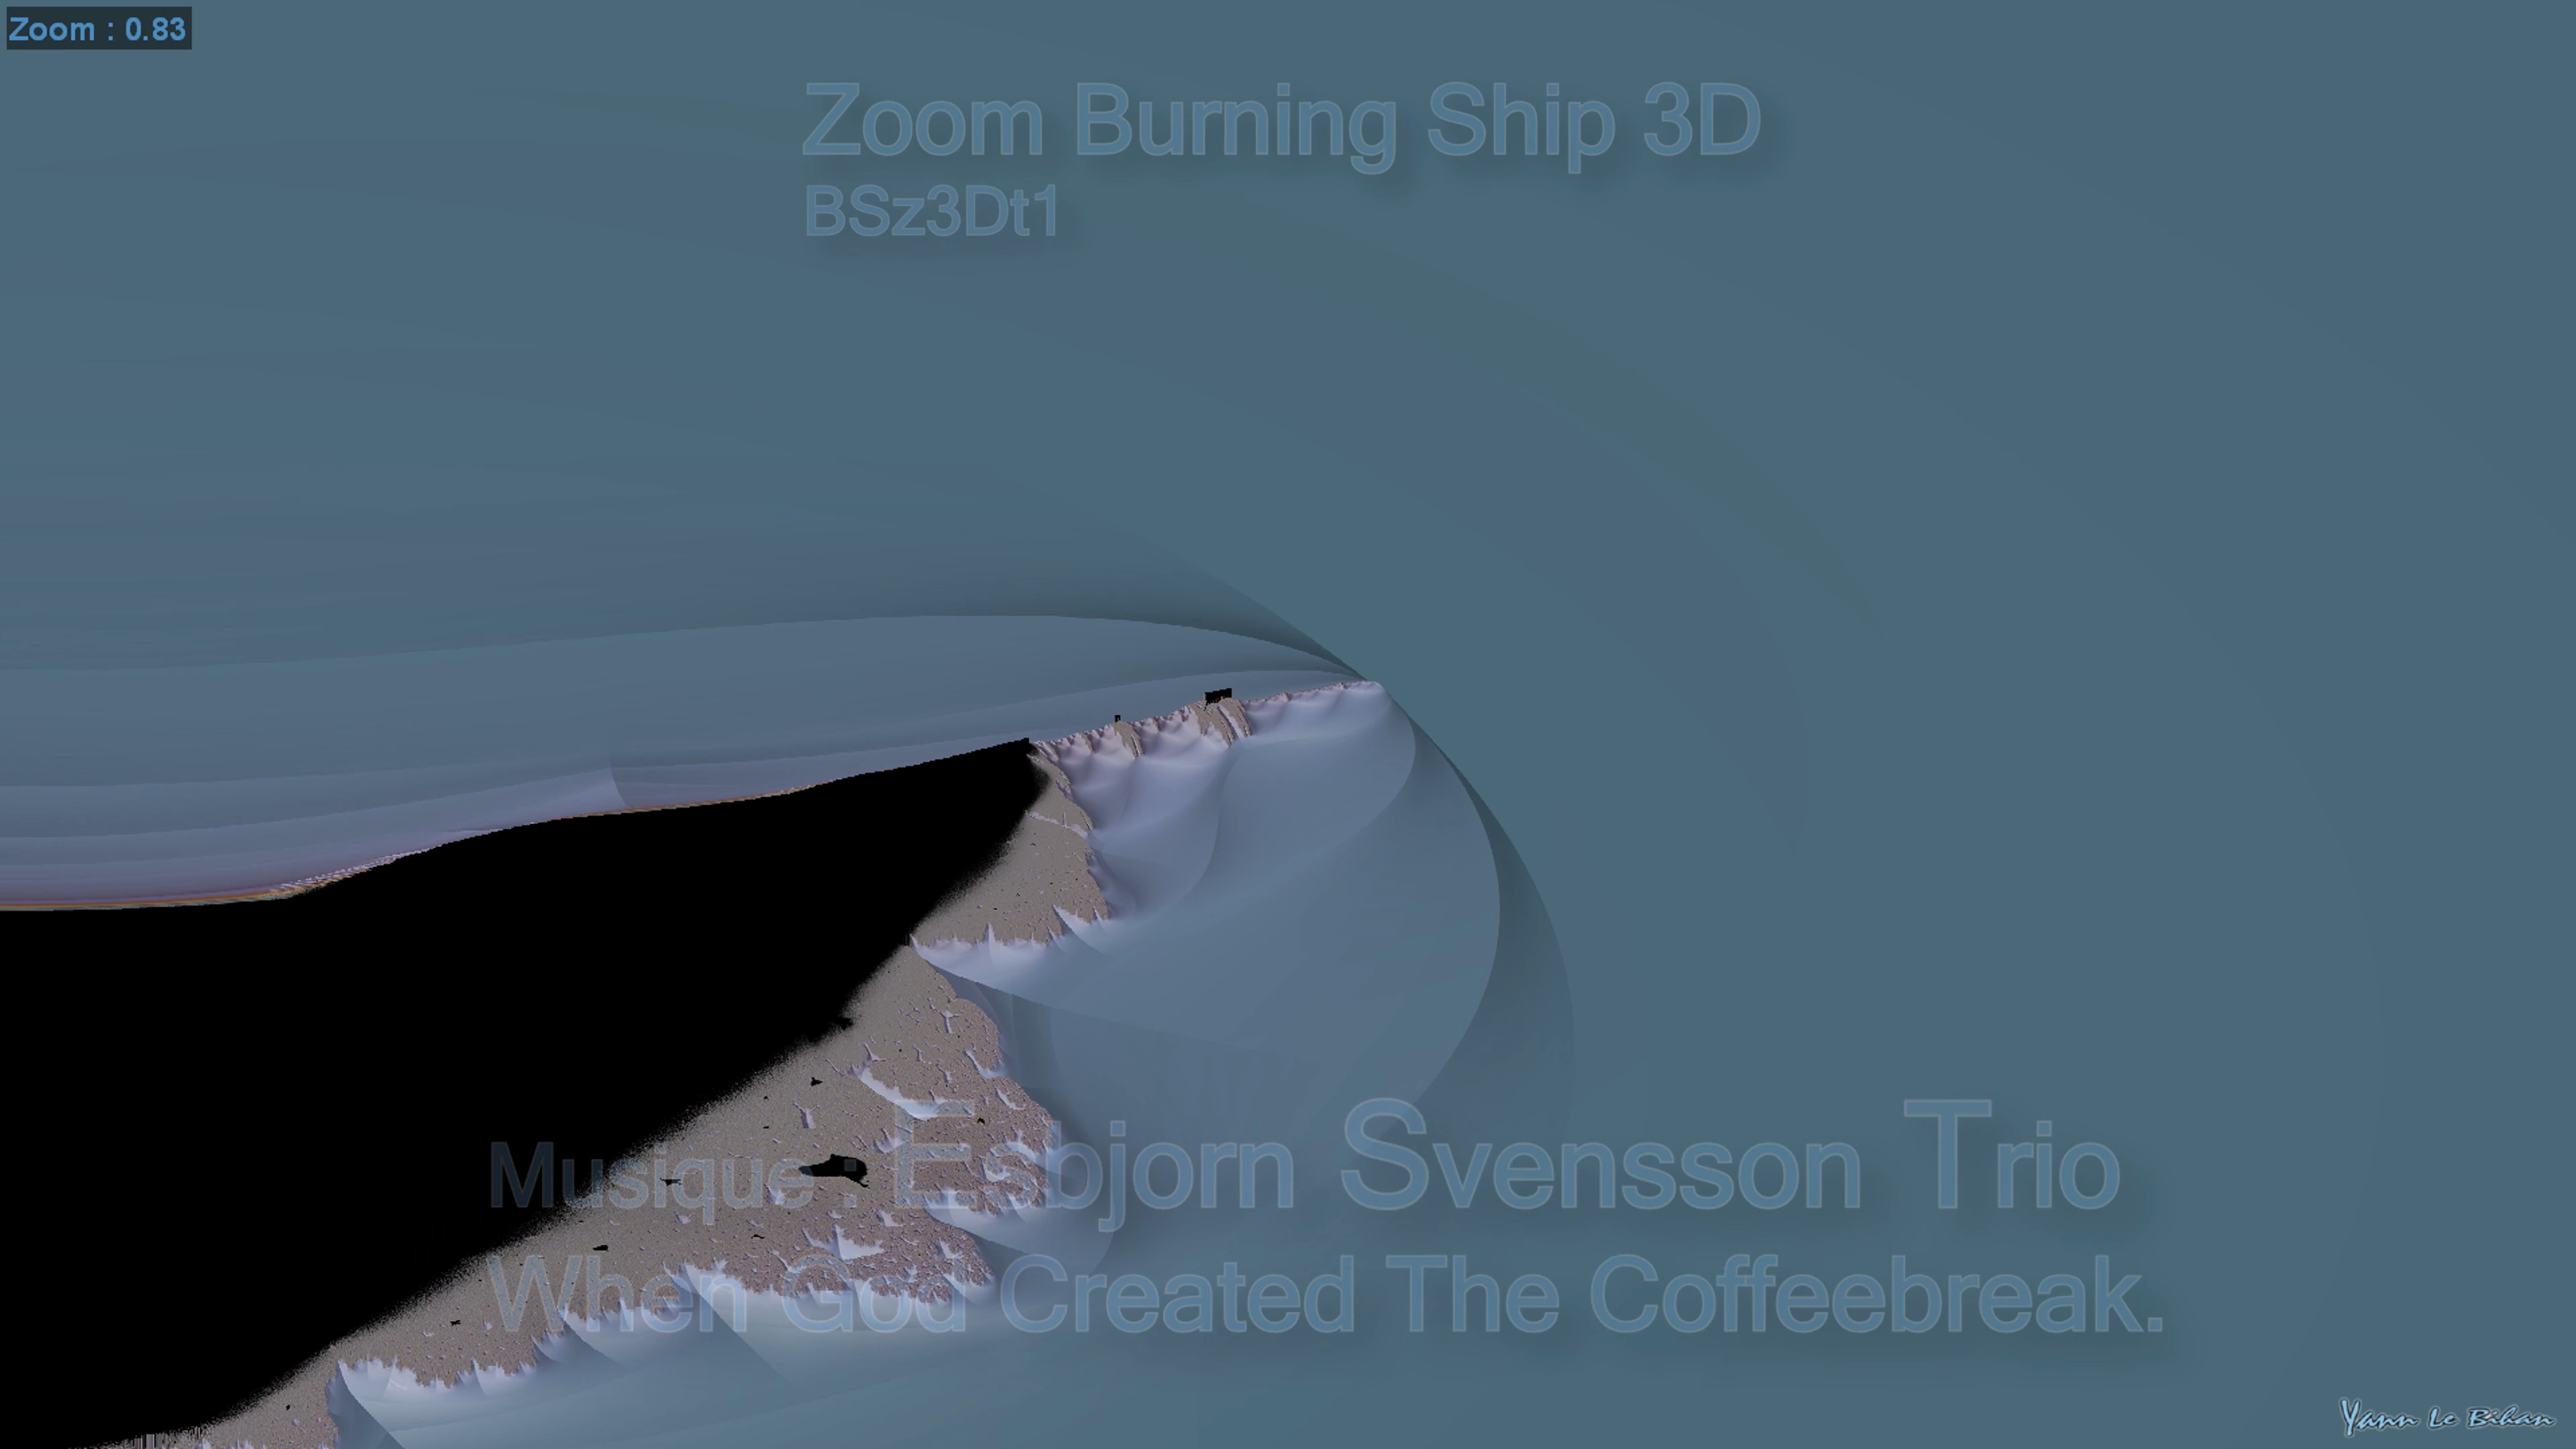 Zoom : 0.83
Zoom Burning Ship 3D
BSz3Dt1
Musique : Esbjorn Svensson Trio
When God Created The Coffeebreak.
Yann Le Bihan